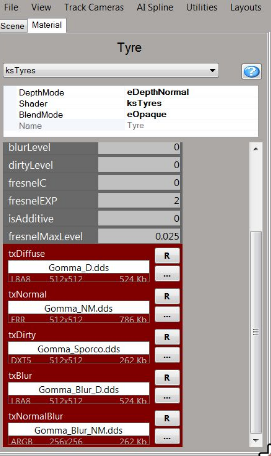 File View Track Cameras AI Spline Utilities Layouts
Scene Material
Tyre
ksTyres
DepthMode eDepthNormal
Shader ksTyres
BlendMode eOpaque
Name Tyre
blurLevel 0
dirtyLevel 0
fresnelC 0
fresnelEXP 2
isAdditive 0
fresnelMaxLevel 0.025
txDiffuse R
Gomma_D.dds ...
L8A8 512x512 524 Kb
txNormal R
Gomma_NM.dds ...
ERR 512x512 786 Kb
txDirty R
Gomma_Sporco.dds ...
DXT5 512x512 262 Kb
txBlur R
Gomma_Blur_D.dds ...
L8A8 512x512 524 Kb
txNormalBlur R
Gomma_Blur_NM.dds ...
ARGB 256x256 262 Kb